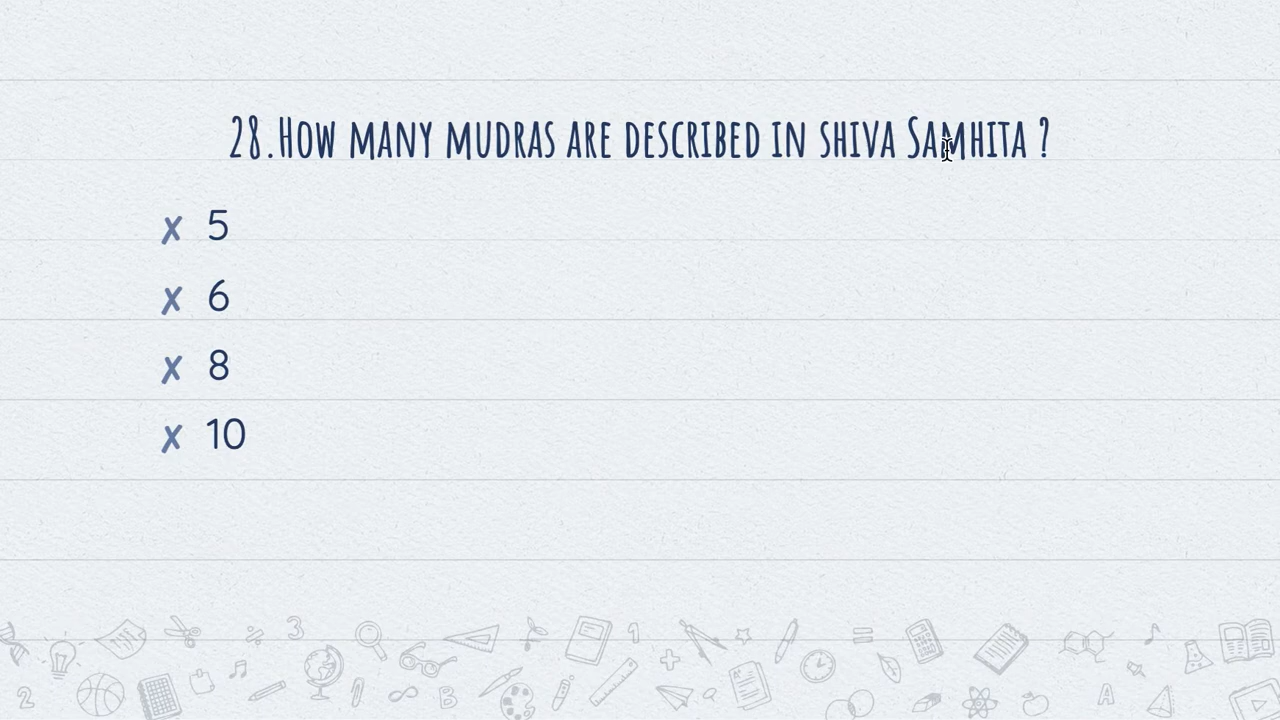 28.How many mudras are described in shiva Samhita ?
✗ 5
✗ 6
✗ 8
✗ 10